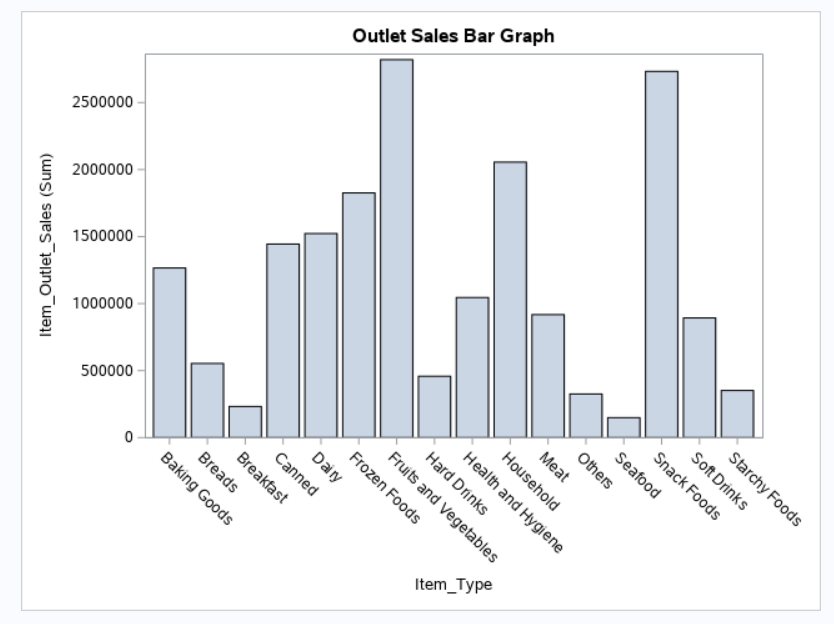 Outlet Sales Bar Graph
Item_Outlet_Sales (Sum)
2500000
2000000
1500000
1000000
500000
0
Baking Goods
Breads
Breakfast
Canned
Dairy
Frozen Foods
Fruits and Vegetables
Hard Drinks
Health and Hygiene
Household
Meat
Others
Seafood
Snack Foods
Soft Drinks
Starchy Foods
Item_Type